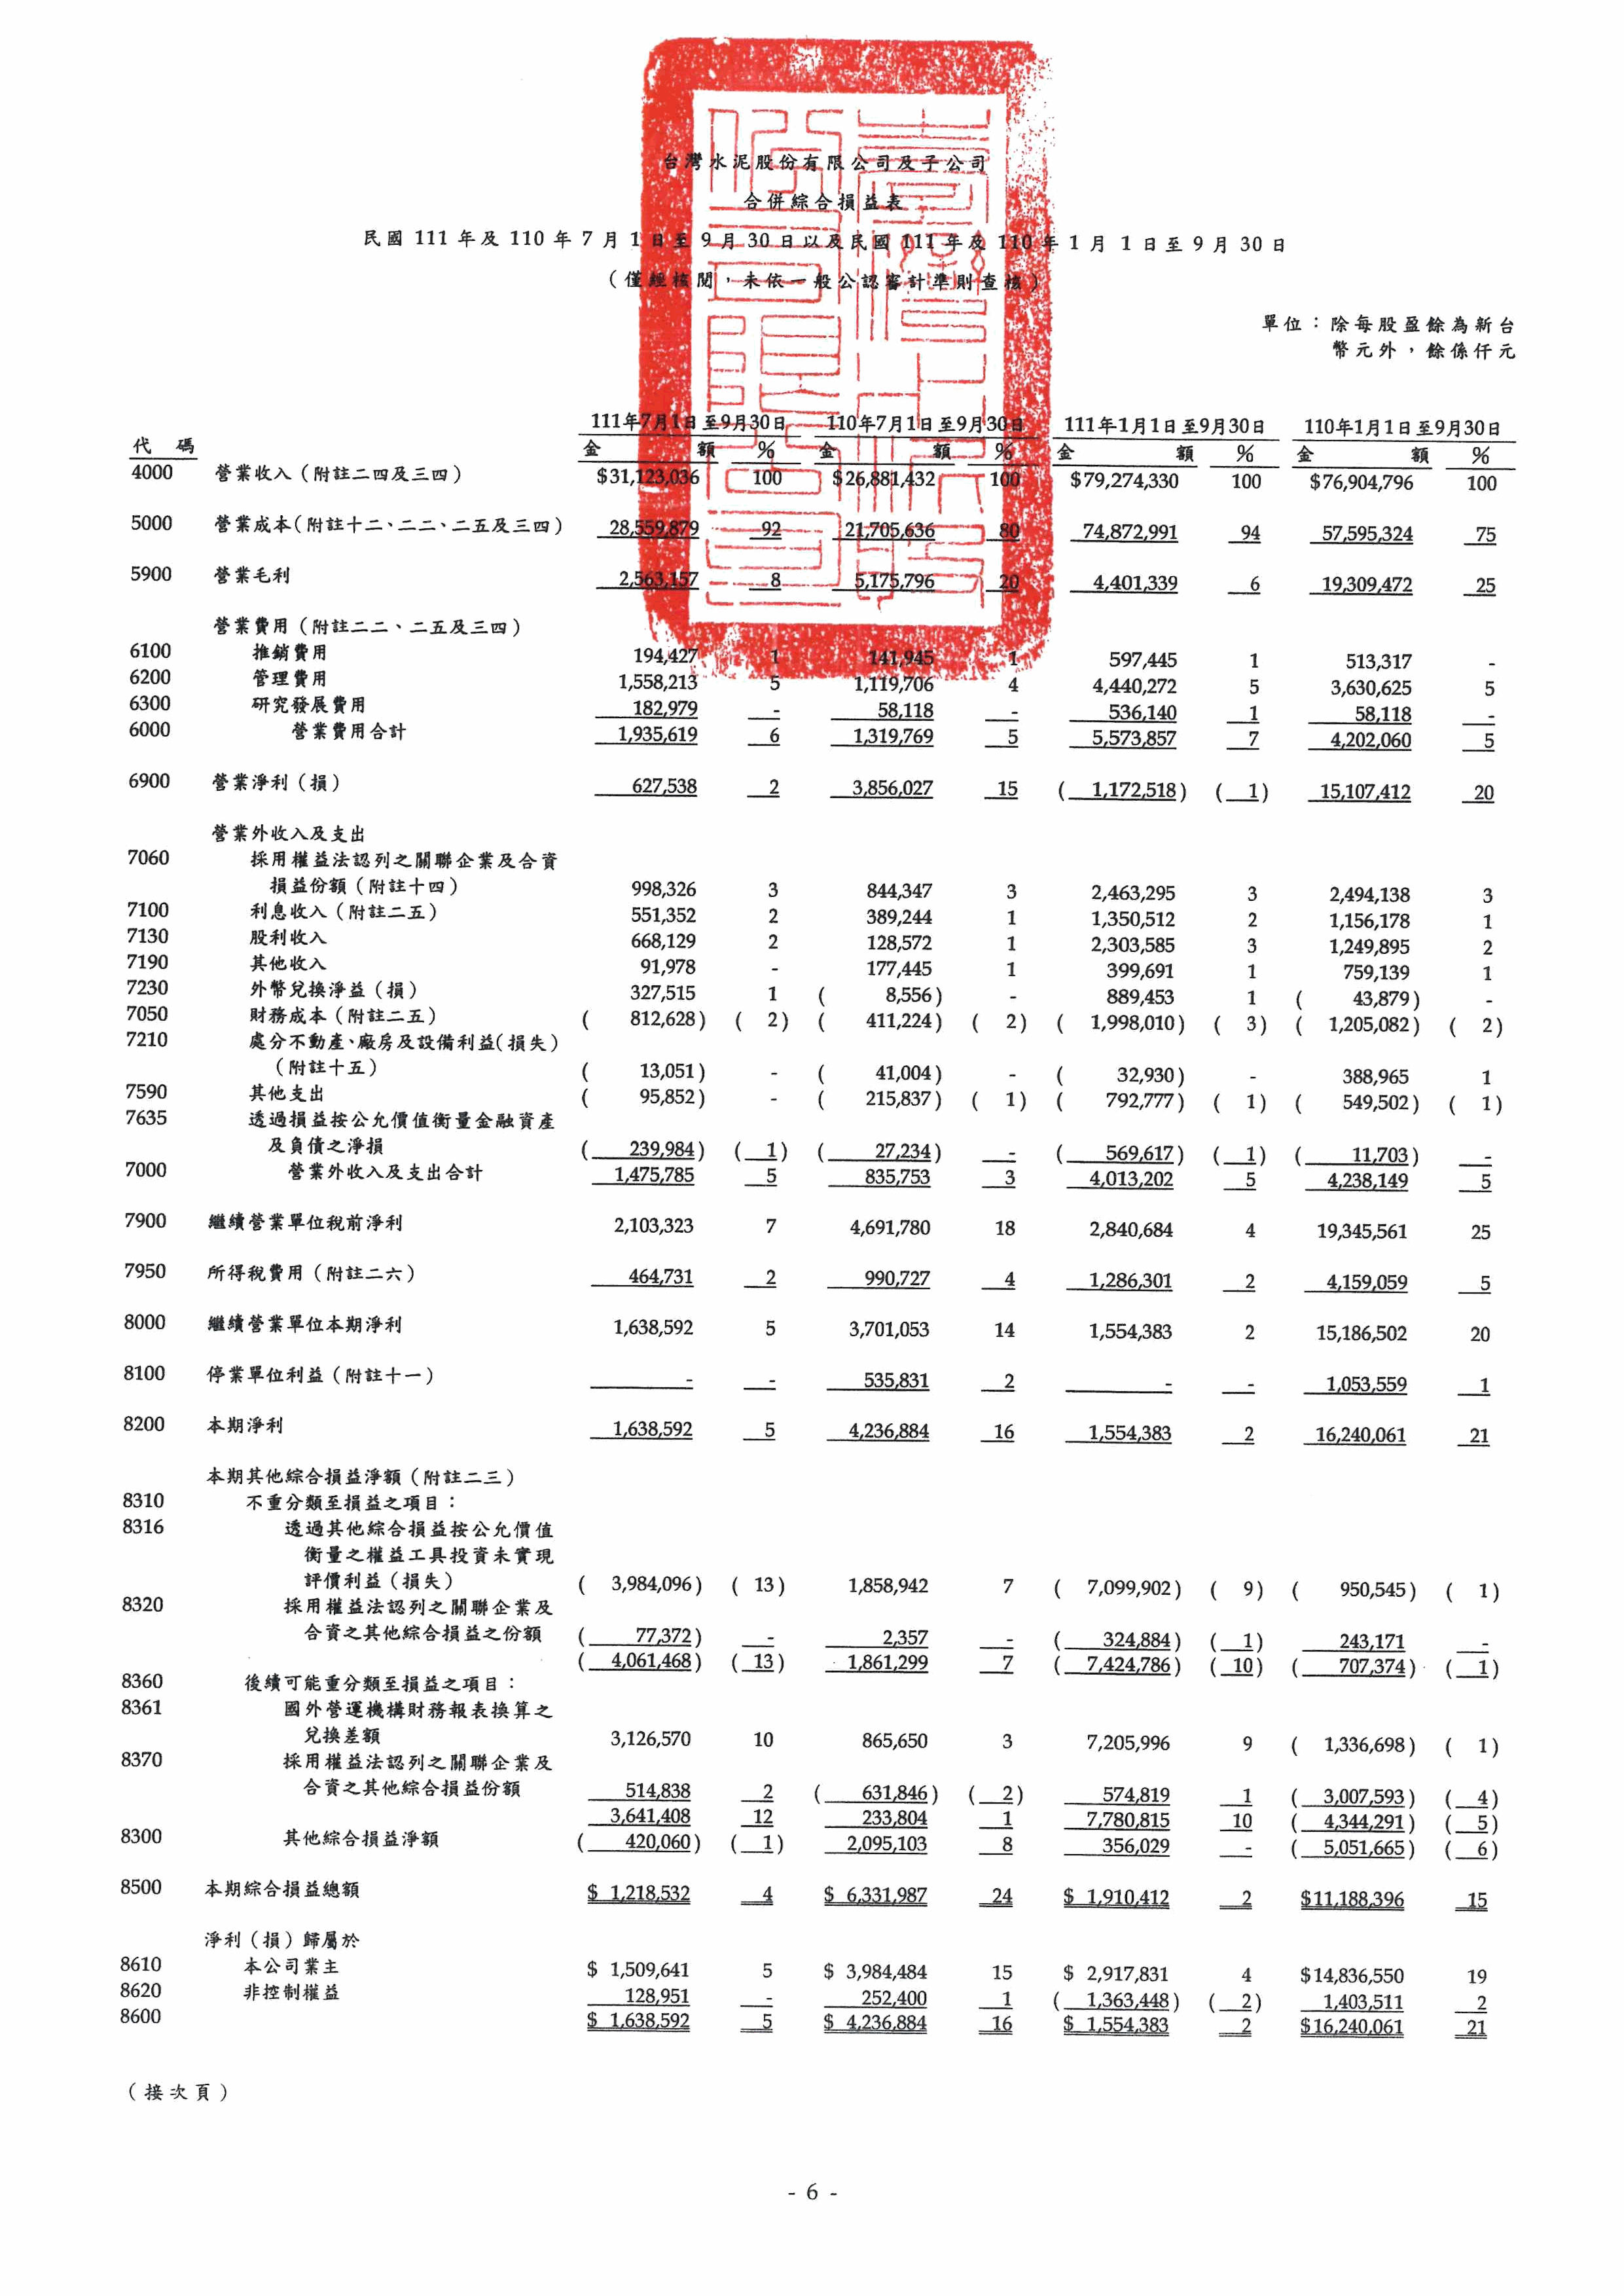 台灣水泥股份有限公司及子公司
合併綜合損益表
民國 111 年及 110 年 7 月 1 日至 9 月 30 日以及民國 111 年及 110 年 1 月 1 日至 9 月 30 日
（僅經核閱，未依一般公認審計準則查核）
單位：除每股盈餘為新台
幣元外，餘係仟元
111年7月1日至9月30日 110年7月1日至9月30日 111年1月1日至9月30日 110年1月1日至9月30日
代 碼 金 額 % 金 額 % 金 額 % 金 額 %
4000 營業收入（附註二四及三四） $31,123,036 100 $26,881,432 100 $79,274,330 100 $76,904,796 100
5000 營業成本（附註十二、二二、二五及三四） 28,559,879 92 21,705,636 80 74,872,991 94 57,595,324 75
5900 營業毛利 2,563,157 8 5,175,796 20 4,401,339 6 19,309,472 25
營業費用（附註二二、二五及三四）
6100 推銷費用 194,427 1 141,945 1 597,445 1 513,317 -
6200 管理費用 1,558,213 5 1,119,706 4 4,440,272 5 3,630,625 5
6300 研究發展費用 182,979 - 58,118 - 536,140 1 58,118 -
6000 營業費用合計 1,935,619 6 1,319,769 5 5,573,857 7 4,202,060 5
6900 營業淨利（損） 627,538 2 3,856,027 15 ( 1,172,518) ( 1) 15,107,412 20
營業外收入及支出
7060 採用權益法認列之關聯企業及合資
損益份額（附註十四） 998,326 3 844,347 3 2,463,295 3 2,494,138 3
7100 利息收入（附註二五） 551,352 2 389,244 1 1,350,512 2 1,156,178 1
7130 股利收入 668,129 2 128,572 1 2,303,585 3 1,249,895 2
7190 其他收入 91,978 - 177,445 1 399,691 1 759,139 1
7230 外幣兌換淨益（損） 327,515 1 ( 8,556) - 889,453 1 ( 43,879) -
7050 財務成本（附註二五） ( 812,628) ( 2) ( 411,224) ( 2) ( 1,998,010) ( 3) ( 1,205,082) ( 2)
7210 處分不動產、廠房及設備利益（損失）
（附註十五） ( 13,051) - ( 41,004) - ( 32,930) - 388,965 1
7590 其他支出 ( 95,852) - ( 215,837) ( 1) ( 792,777) ( 1) ( 549,502) ( 1)
7635 透過損益按公允價值衡量金融資產
及負債之淨損 ( 239,984) ( 1) ( 27,234) - ( 569,617) ( 1) ( 11,703) -
7000 營業外收入及支出合計 1,475,785 5 835,753 3 4,013,202 5 4,238,149 5
7900 繼續營業單位稅前淨利 2,103,323 7 4,691,780 18 2,840,684 4 19,345,561 25
7950 所得稅費用（附註二六） 464,731 2 990,727 4 1,286,301 2 4,159,059 5
8000 繼續營業單位本期淨利 1,638,592 5 3,701,053 14 1,554,383 2 15,186,502 20
8100 停業單位利益（附註十一） - - 535,831 2 - - 1,053,559 1
8200 本期淨利 1,638,592 5 4,236,884 16 1,554,383 2 16,240,061 21
本期其他綜合損益淨額（附註二三）
8310 不重分類至損益之項目：
8316 透過其他綜合損益按公允價值
衡量之權益工具投資未實現
評價利益（損失） ( 3,984,096) ( 13) 1,858,942 7 ( 7,099,902) ( 9) ( 950,545) ( 1)
8320 採用權益法認列之關聯企業及
合資之其他綜合損益之份額 ( 77,372) - 2,357 - ( 324,884) ( 1) 243,171 -
( 4,061,468) ( 13) 1,861,299 7 ( 7,424,786) ( 10) ( 707,374) ( 1)
8360 後續可能重分類至損益之項目：
8361 國外營運機構財務報表換算之
兌換差額 3,126,570 10 865,650 3 7,205,996 9 ( 1,336,698) ( 1)
8370 採用權益法認列之關聯企業及
合資之其他綜合損益份額 514,838 2 ( 631,846) ( 2) 574,819 1 ( 3,007,593) ( 4)
3,641,408 12 233,804 1 7,780,815 10 ( 4,344,291) ( 5)
8300 其他綜合損益淨額 ( 420,060) ( 1) 2,095,103 8 356,029 - ( 5,051,665) ( 6)
8500 本期綜合損益總額 $ 1,218,532 4 $ 6,331,987 24 $ 1,910,412 2 $11,188,396 15
淨利（損）歸屬於
8610 本公司業主 $ 1,509,641 5 $ 3,984,484 15 $ 2,917,831 4 $14,836,550 19
8620 非控制權益 128,951 - 252,400 1 ( 1,363,448) ( 2) 1,403,511 2
8600 $ 1,638,592 5 $ 4,236,884 16 $ 1,554,383 2 $16,240,061 21
（接次頁）
- 6 -